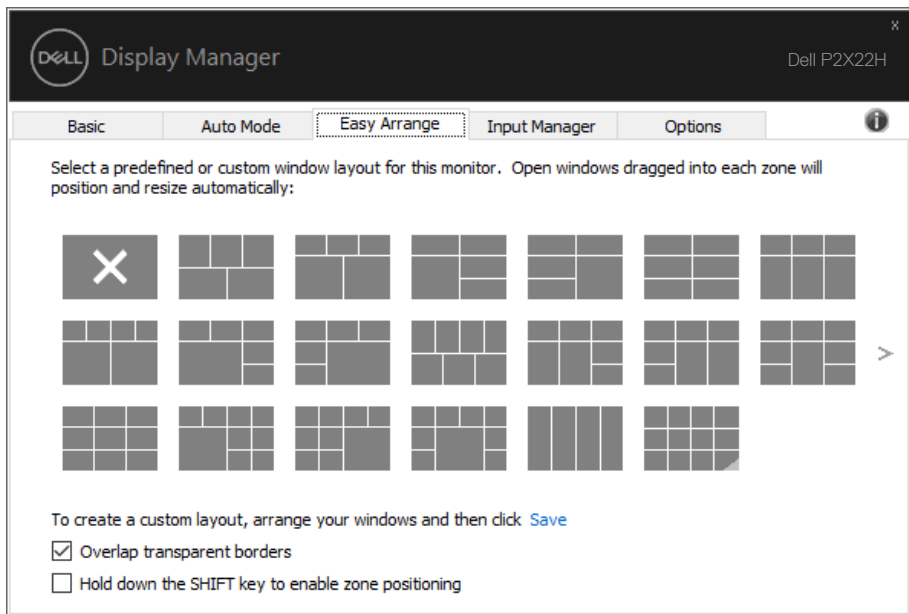 x
DELL Display Manager
Dell P2X22H
Basic Auto Mode Easy Arrange Input Manager Options
Select a predefined or custom window layout for this monitor. Open windows dragged into each zone will
position and resize automatically:
>
To create a custom layout, arrange your windows and then click Save
Overlap transparent borders
Hold down the SHIFT key to enable zone positioning